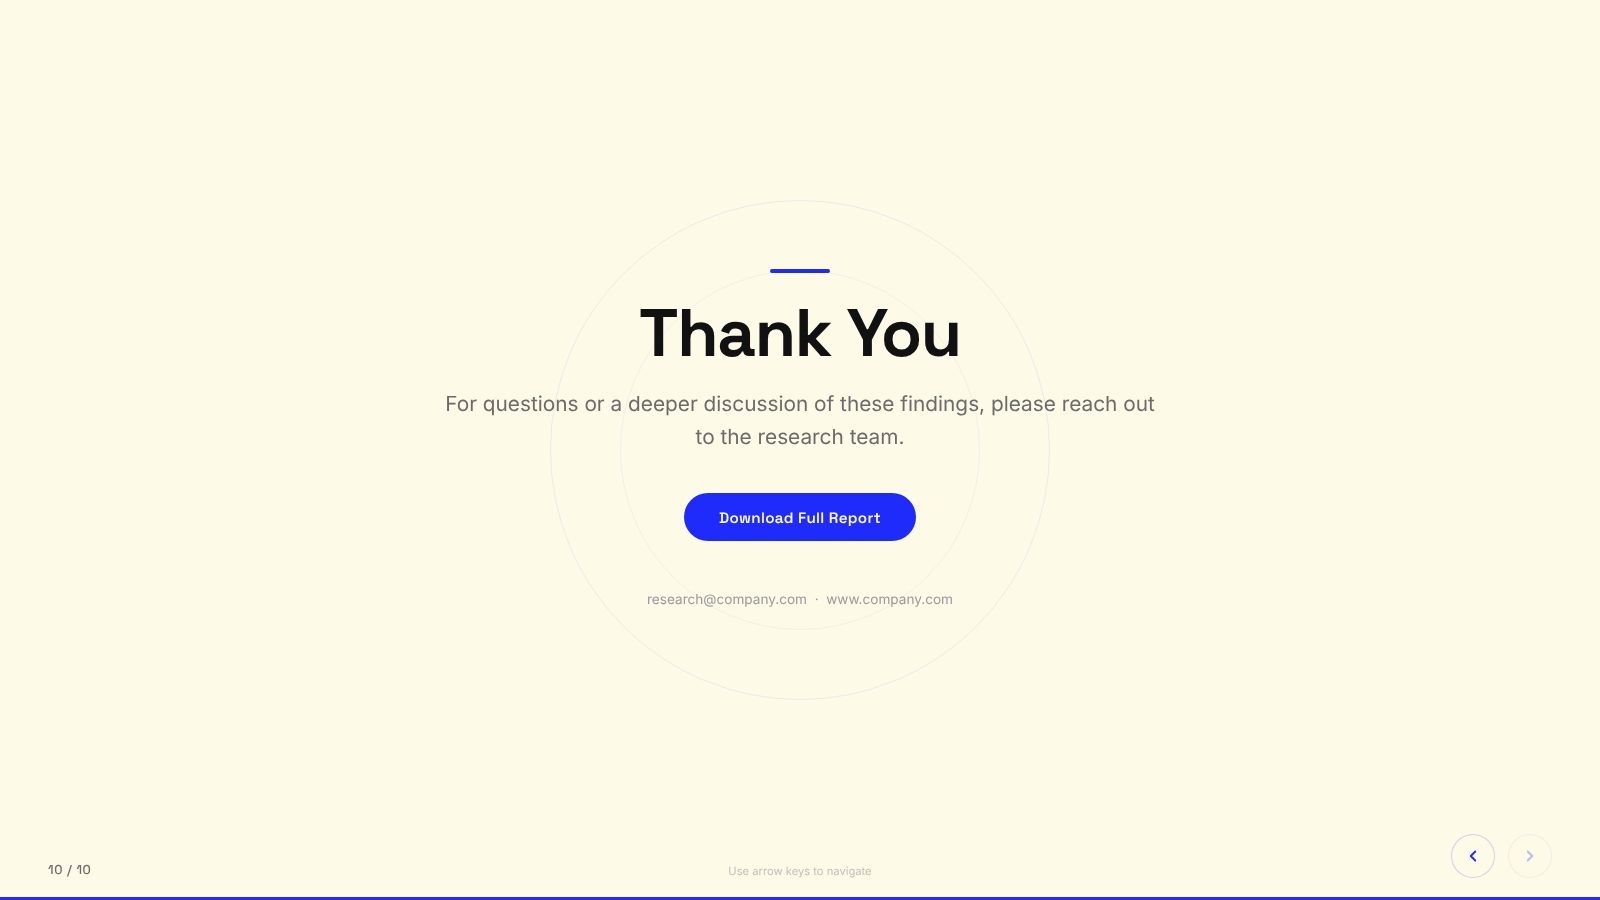 Thank You
For questions or a deeper discussion of these findings, please reach out
to the research team.
Download Full Report
research@company.com · www.company.com
10 / 10
Use arrow keys to navigate